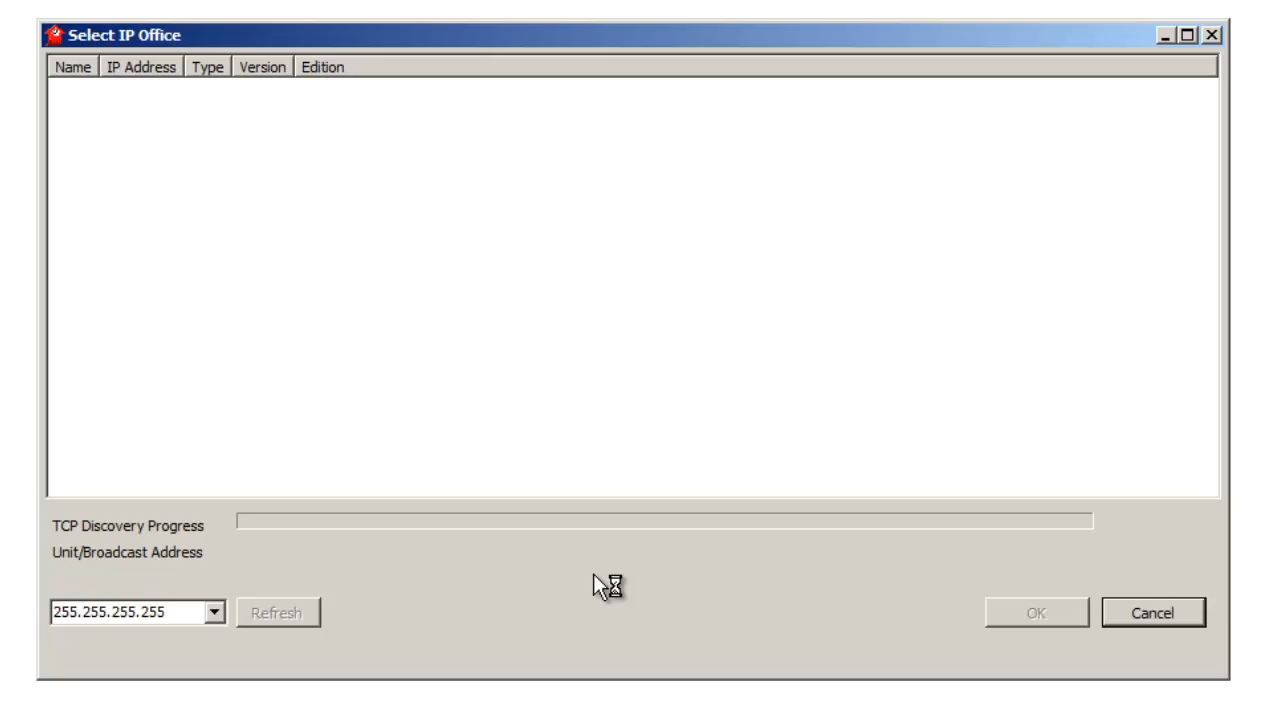 Select IP Office
Name IP Address Type Version Edition
TCP Discovery Progress
Unit/Broadcast Address
255.255.255.255 Refresh OK Cancel